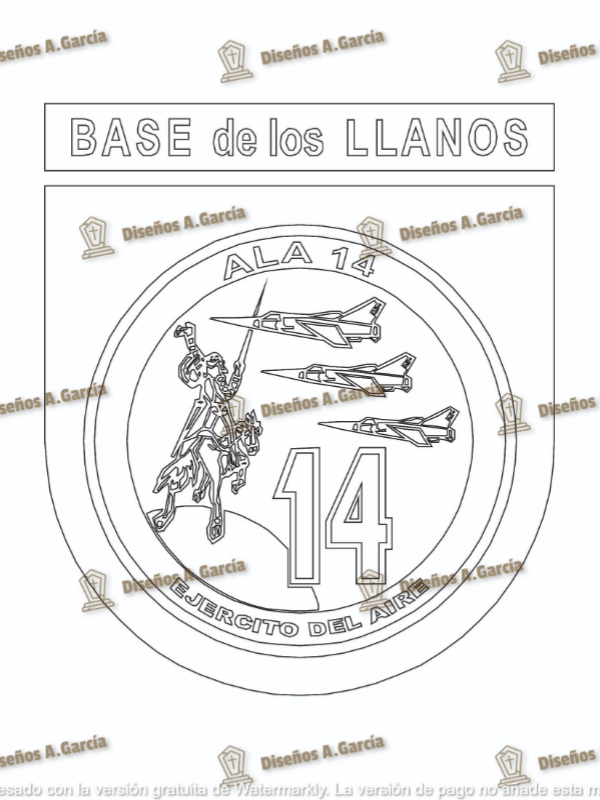 Diseños A.García
Diseños A.García
Diseños
BASE de los LLANOS
Diseños A.García
Diseños A.García
ALA 14
seños A.García
Diseños A.García
Diseños
14
Diseños A.García
Diseños A.García
EJERCITO DEL AIRE
seños A.García
Diseños A.García
Diseños
esado con la versión gratuita de Watermarkly. La versión de pago no añade esta m